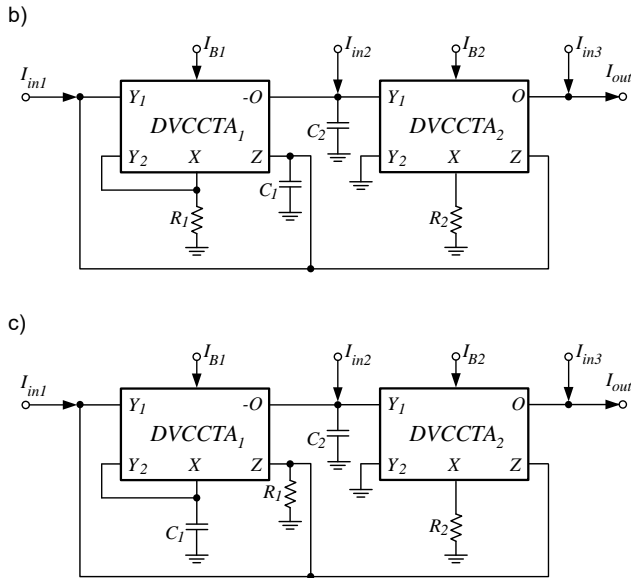 b)
I_B1 I_in2 I_B2 I_in3
I_in1 I_out
Y_1 -O Y_1 O
DVCCTA_1 C_2 DVCCTA_2
Y_2 X Z Y_2 X Z
C_1
R_1 R_2
c)
I_B1 I_in2 I_B2 I_in3
I_in1 I_out
Y_1 -O Y_1 O
DVCCTA_1 C_2 DVCCTA_2
Y_2 X Z Y_2 X Z
R_1
C_1 R_2